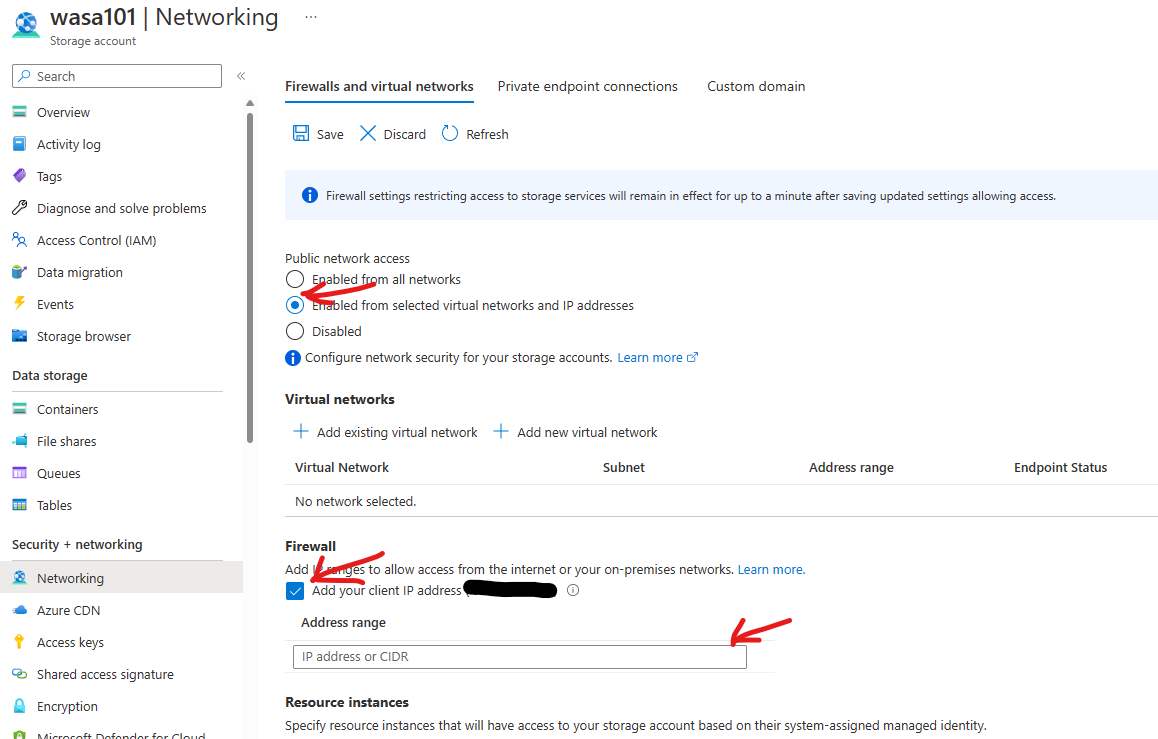 wasa101 | Networking ...
Storage account
Search
«
Overview
Activity log
Tags
Diagnose and solve problems
Access Control (IAM)
Data migration
Events
Storage browser
Data storage
Containers
File shares
Queues
Tables
Security + networking
Networking
Azure CDN
Access keys
Shared access signature
Encryption
Microsoft Defender for Cloud
Firewalls and virtual networks Private endpoint connections Custom domain
Save Discard Refresh
Firewall settings restricting access to storage services will remain in effect for up to a minute after saving updated settings allowing access.
Public network access
Enabled from all networks
Enabled from selected virtual networks and IP addresses
Disabled
Configure network security for your storage accounts. Learn more
Virtual networks
Add existing virtual network Add new virtual network
Virtual Network Subnet Address range Endpoint Status
No network selected.
Firewall
Add IP ranges to allow access from the internet or your on-premises networks. Learn more.
Add your client IP address (
Address range
IP address or CIDR
Resource instances
Specify resource instances that will have access to your storage account based on their system-assigned managed identity.